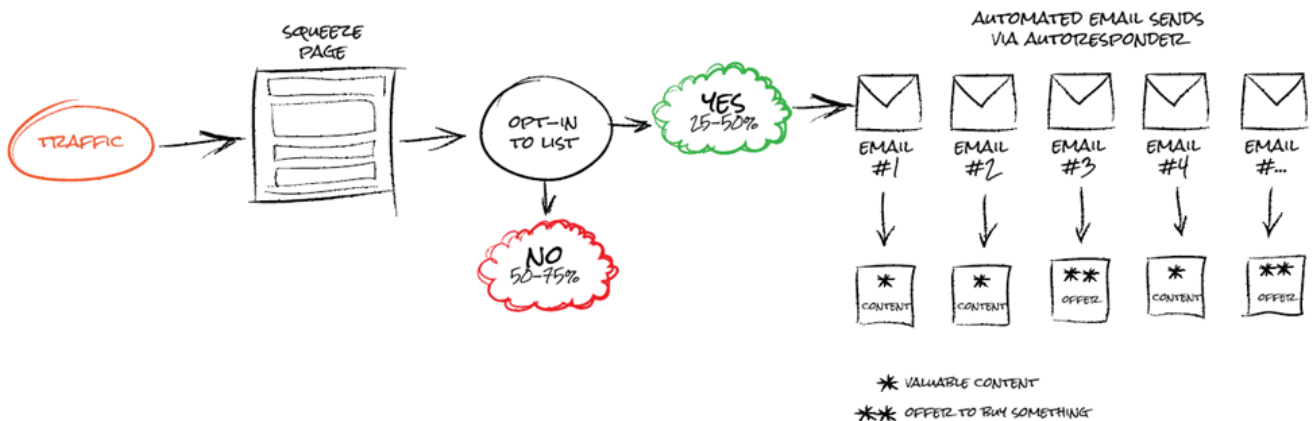 AUTOMATED EMAIL SENDS
VIA AUTORESPONDER
SQUEEZE
PAGE
TRAFFIC
OPT-IN
TO LIST
YES
25-50%
NO
50-75%
EMAIL
#1
EMAIL
#2
EMAIL
#3
EMAIL
#4
EMAIL
#...
*
CONTENT
*
CONTENT
**
OFFER
*
CONTENT
**
OFFER
* VALUABLE CONTENT
** OFFER TO BUY SOMETHING